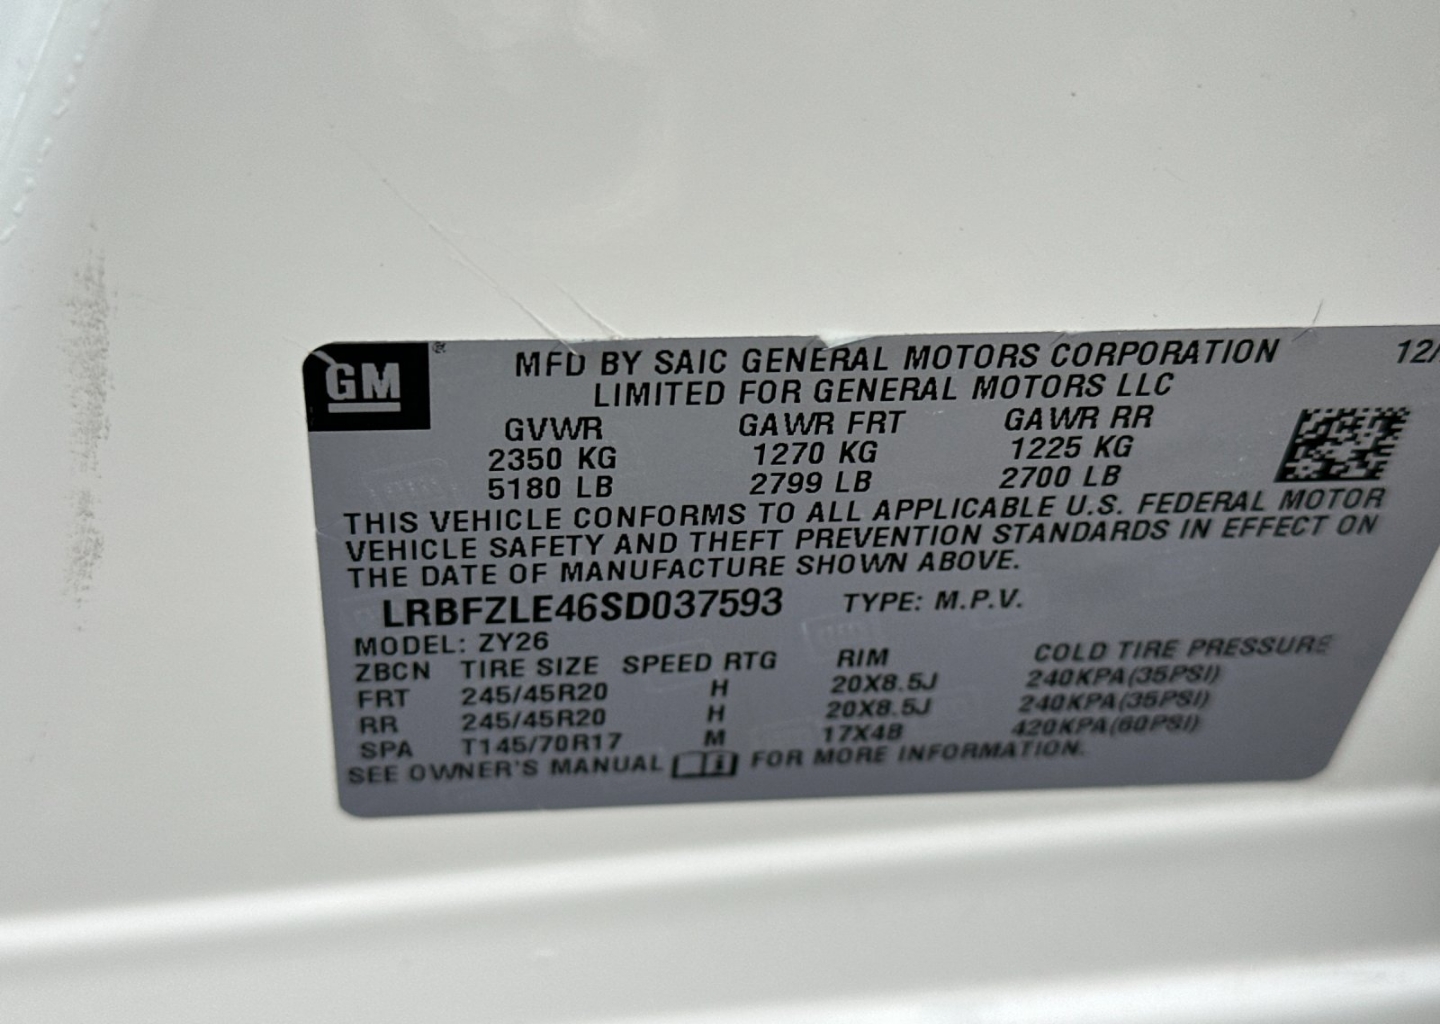 GM ® MFD BY SAIC GENERAL MOTORS CORPORATION 12/
LIMITED FOR GENERAL MOTORS LLC
GVWR GAWR FRT GAWR RR
2350 KG 1270 KG 1225 KG
5180 LB 2799 LB 2700 LB
THIS VEHICLE CONFORMS TO ALL APPLICABLE U.S. FEDERAL MOTOR
VEHICLE SAFETY AND THEFT PREVENTION STANDARDS IN EFFECT ON
THE DATE OF MANUFACTURE SHOWN ABOVE.
LRBFZLE46SD037593 TYPE: M.P.V.
MODEL: ZY26
ZBCN TIRE SIZE SPEED RTG RIM COLD TIRE PRESSURE
FRT 245/45R20 H 20X8.5J 240KPA(35PSI)
RR 245/45R20 H 20X8.5J 240KPA(35PSI)
SPA T145/70R17 M 17X4B 420KPA(60PSI)
SEE OWNER'S MANUAL FOR MORE INFORMATION.